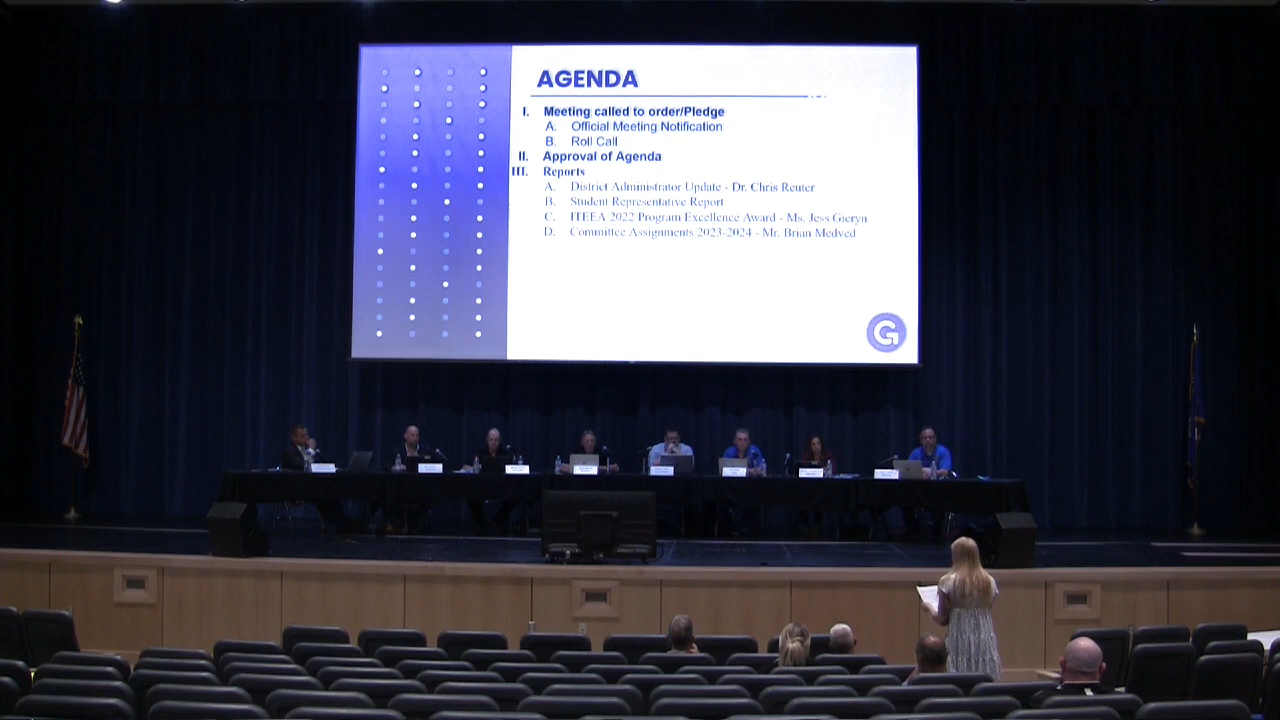 AGENDA
I. Meeting called to order/Pledge
A. Official Meeting Notification
B. Roll Call
II. Approval of Agenda
III. Reports
A. District Administrator Update - Dr. Chris Reuter
B. Student Representative Report
C. ITEEA 2022 Program Excellence Award - Ms. Jess Gieryn
D. Committee Assignments 2023-2024 - Mr. Brian Medved
G